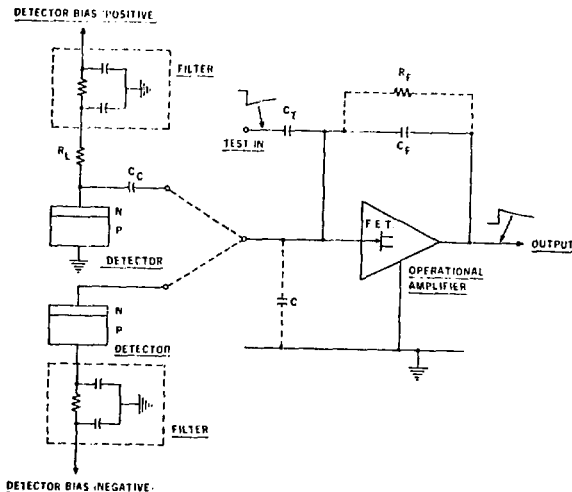 DETECTOR BIAS POSITIVE
FILTER
R_L
C_C
N
P
DETECTOR
N
P
DETECTOR
FILTER
DETECTOR BIAS (NEGATIVE)
C_T
TEST IN
R_F
C_F
F E T
C
OUTPUT
OPERATIONAL
AMPLIFIER